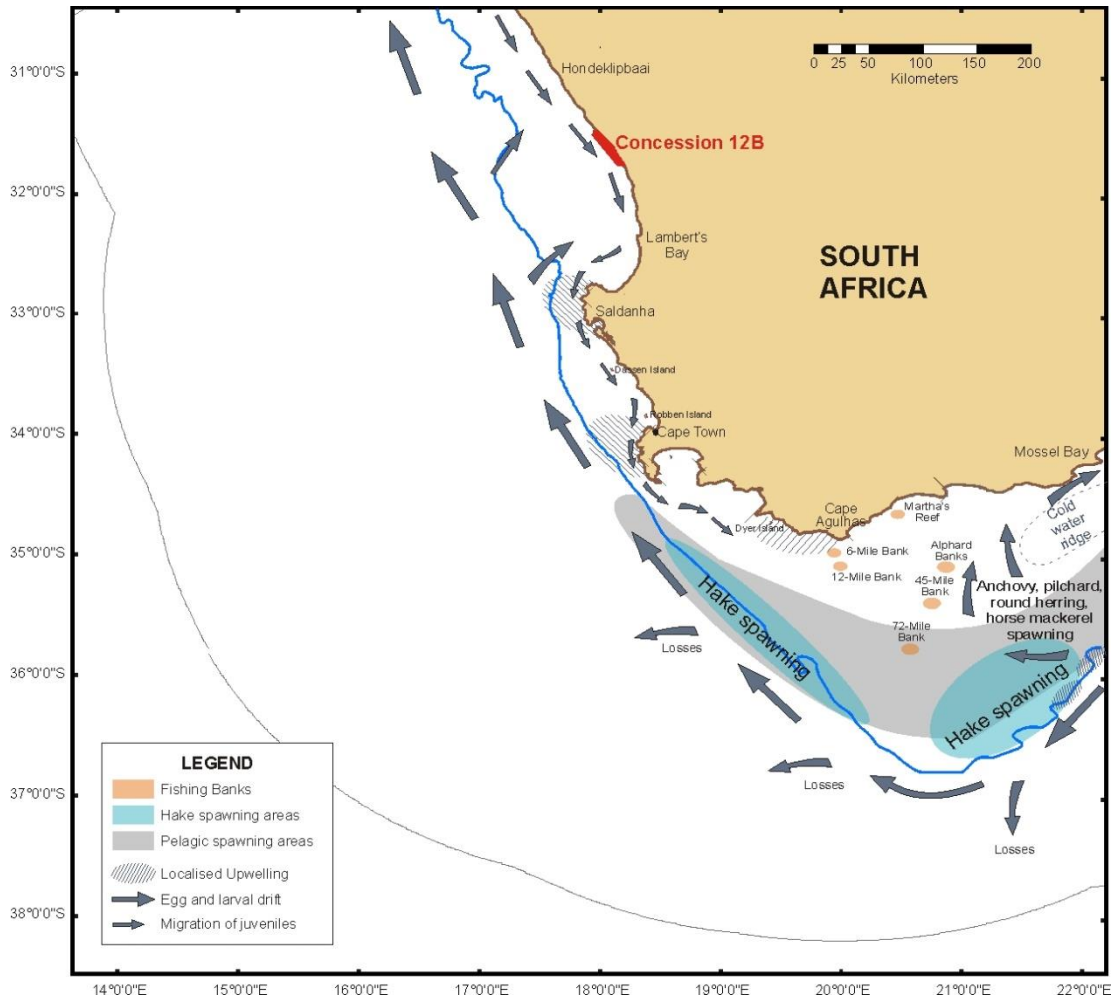 31°0'0"S
32°0'0"S
33°0'0"S
34°0'0"S
35°0'0"S
36°0'0"S
37°0'0"S
38°0'0"S
0 25 50 100 150 200
Kilometers
Hondeklipbaai
Concession 12B
Lambert's
Bay
SOUTH
AFRICA
Saldanha
Dassen Island
Robben Island
Cape Town
Mossel Bay
Cape
Agulhas
Martha's
Reef
Cold
water
ridge
Dyer Island
6-Mile Bank
12-Mile Bank
Alphard
Banks
45-Mile
Bank
Anchovy, pilchard,
round herring,
horse mackerel
spawning
72-Mile
Bank
Hake spawning
Hake spawning
Losses
Losses
Losses
LEGEND
Fishing Banks
Hake spawning areas
Pelagic spawning areas
Localised Upwelling
Egg and larval drift
Migration of juveniles
14°0'0"E 15°0'0"E 16°0'0"E 17°0'0"E 18°0'0"E 19°0'0"E 20°0'0"E 21°0'0"E 22°0'0"E